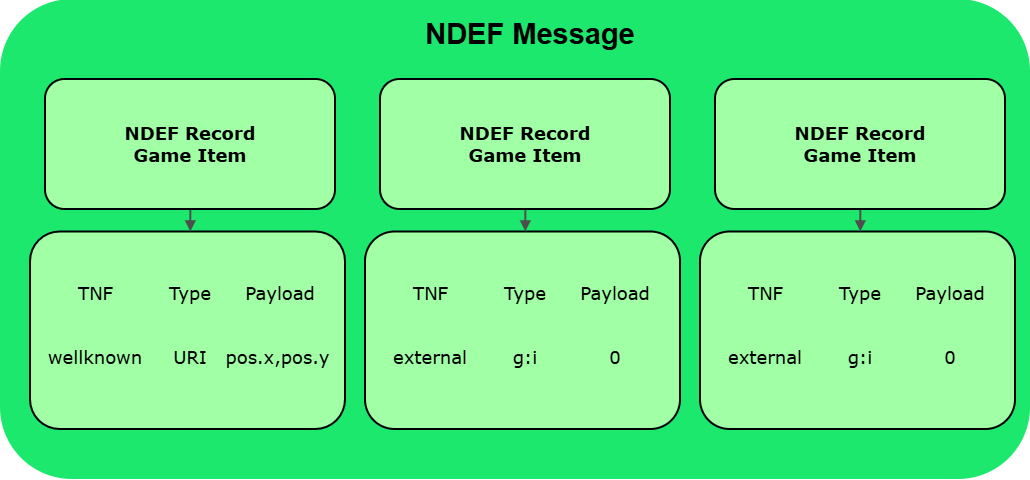 NDEF Message
NDEF Record
Game Item
NDEF Record
Game Item
NDEF Record
Game Item
TNF Type Payload
wellknown URI pos.x,pos.y
TNF Type Payload
external g:i 0
TNF Type Payload
external g:i 0